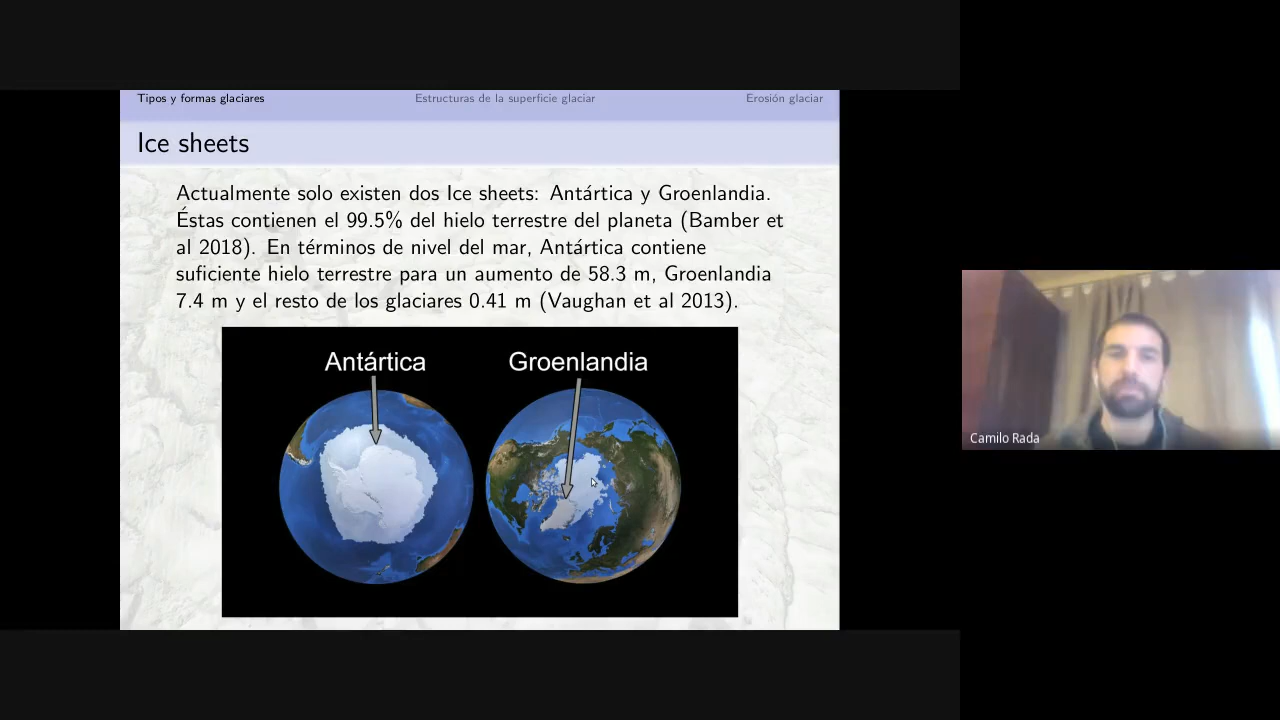 Tipos y formas glaciares
Estructuras de la superficie glaciar
Erosión glaciar
Ice sheets
Actualmente solo existen dos Ice sheets: Antártica y Groenlandia.
Éstas contienen el 99.5% del hielo terrestre del planeta (Bamber et
al 2018). En términos de nivel del mar, Antártica contiene
suficiente hielo terrestre para un aumento de 58.3 m, Groenlandia
7.4 m y el resto de los glaciares 0.41 m (Vaughan et al 2013).
Antártica
Groenlandia
Camilo Rada